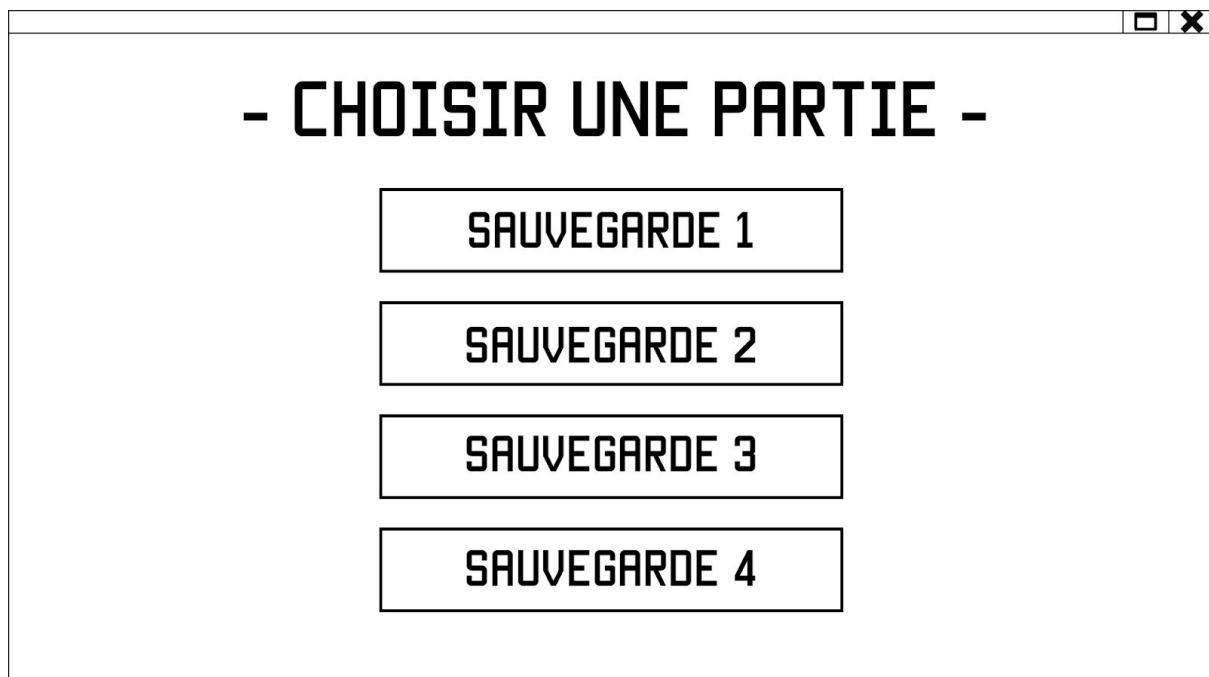 - CHOISIR UNE PARTIE -
SAUVEGARDE 1
SAUVEGARDE 2
SAUVEGARDE 3
SAUVEGARDE 4